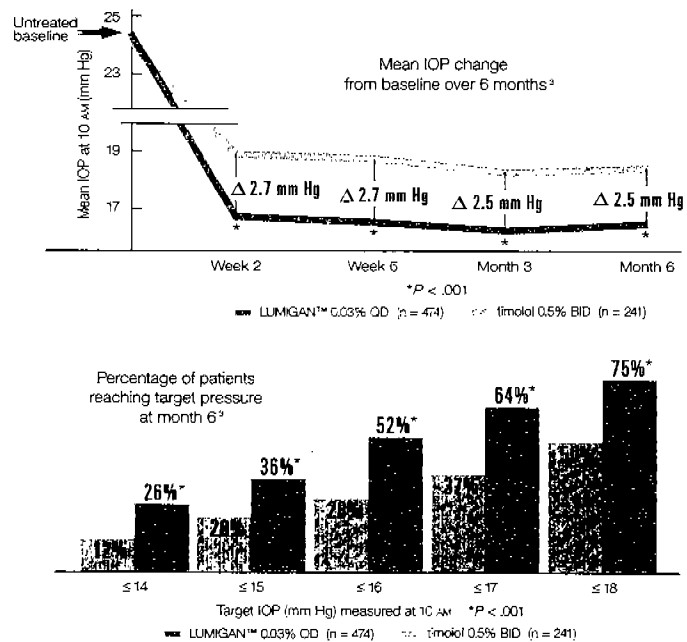 Untreated
baseline
25
23
19
17
Mean IOP at 10 AM (mm Hg)
Mean IOP change
from baseline over 6 months³
Δ 2.7 mm Hg Δ 2.7 mm Hg Δ 2.5 mm Hg Δ 2.5 mm Hg
* * * *
Week 2 Week 6 Month 3 Month 6
*P < .001
LUMIGAN™ 0.03% QD (n = 474) timolol 0.5% BID (n = 241)
Percentage of patients
reaching target pressure
at month 6³
26%* 36%* 52%* 64%* 75%*
12% 37%
≤ 14 ≤ 15 ≤ 16 ≤ 17 ≤ 18
Target IOP (mm Hg) measured at 10 AM *P < .001
LUMIGAN™ 0.03% QD (n = 474) timolol 0.5% BID (n = 241)